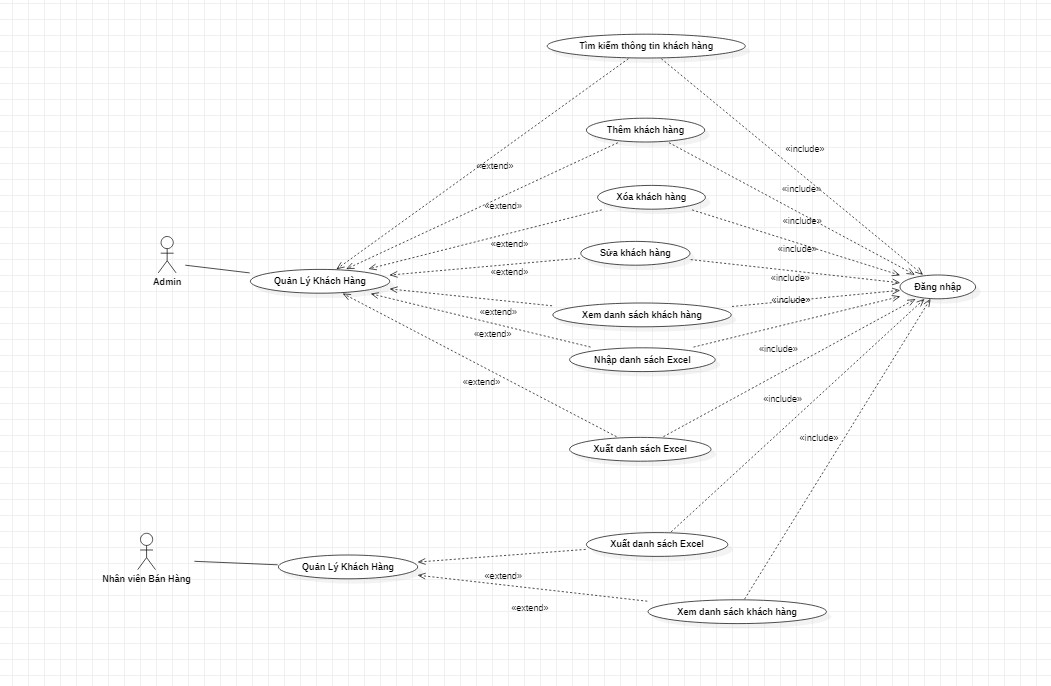 Tìm kiếm thông tin khách hàng
Thêm khách hàng
«include»
«extend»
«include»
Xóa khách hàng
«extend»
«include»
«extend»
Sửa khách hàng
«include»
Admin
«extend»
«include»
Quản Lý Khách Hàng
Đăng nhập
«include»
«extend»
Xem danh sách khách hàng
«extend»
«include»
Nhập danh sách Excel
«extend»
«include»
«include»
Xuất danh sách Excel
Xuất danh sách Excel
Quản Lý Khách Hàng
Nhân viên Bán Hàng
«extend»
«extend»
Xem danh sách khách hàng